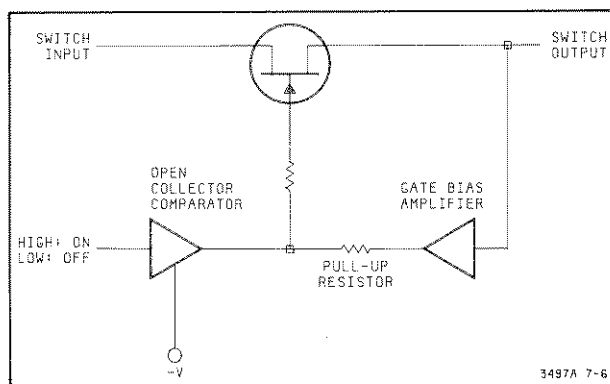 SWITCH
INPUT
SWITCH
OUTPUT
OPEN
COLLECTOR
COMPARATOR
GATE BIAS
AMPLIFIER
HIGH: ON
LOW: OFF
PULL-UP
RESISTOR
-V
3497A 7-6